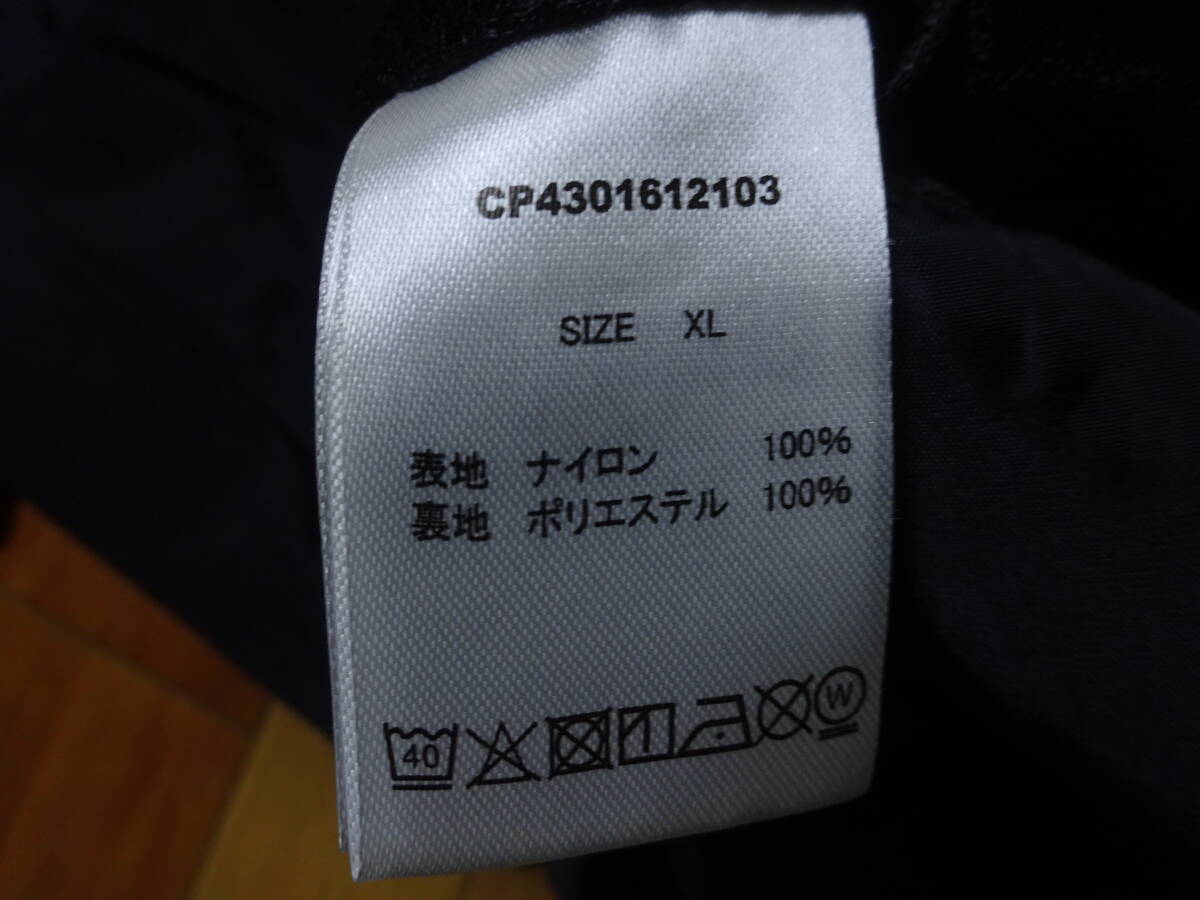 CP4301612103
SIZE XL
表地 ナイロン 100%
裏地 ポリエステル 100%
40 W